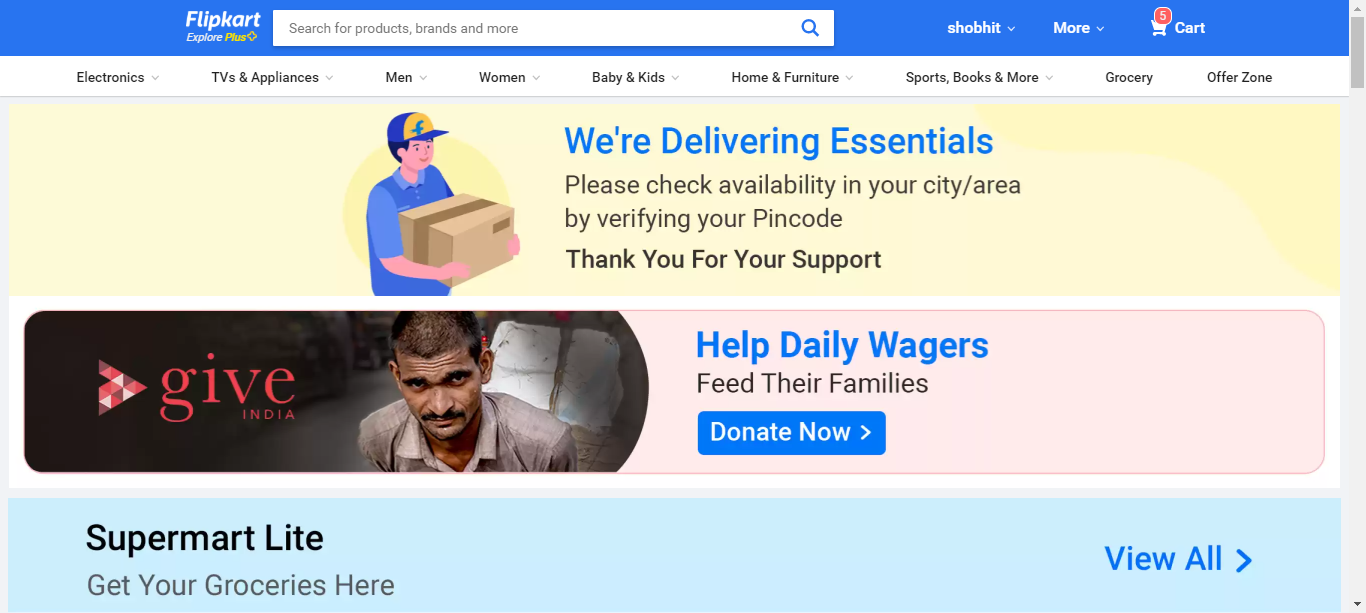 Flipkart
Explore Plus
Search for products, brands and more
shobhit
More
5
Cart
Electronics
TVs & Appliances
Men
Women
Baby & Kids
Home & Furniture
Sports, Books & More
Grocery
Offer Zone
We're Delivering Essentials
Please check availability in your city/area
by verifying your Pincode
Thank You For Your Support
give
INDIA
Help Daily Wagers
Feed Their Families
Donate Now >
Supermart Lite
Get Your Groceries Here
View All >